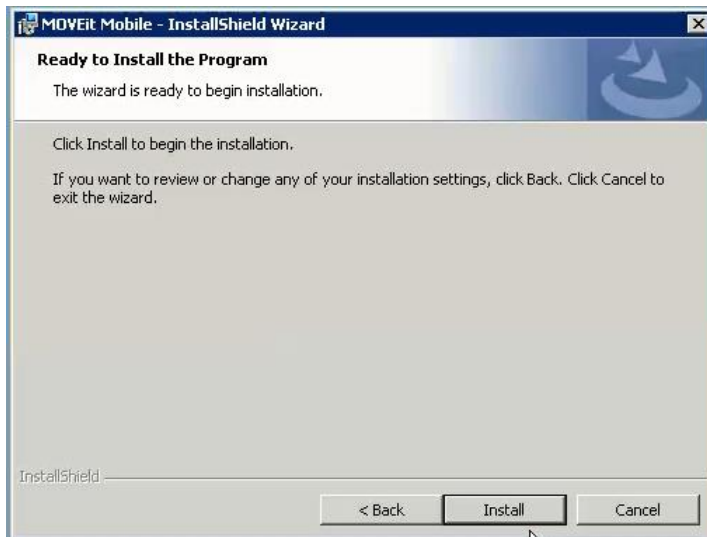 MOVEit Mobile - InstallShield Wizard
Ready to Install the Program
The wizard is ready to begin installation.
Click Install to begin the installation.
If you want to review or change any of your installation settings, click Back. Click Cancel to
exit the wizard.
InstallShield
< Back
Install
Cancel